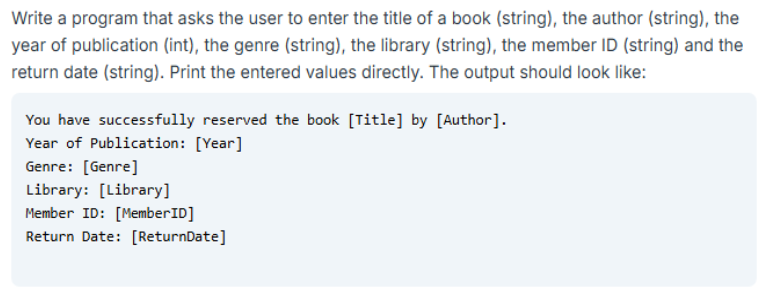 Write a program that asks the user to enter the title of a book (string), the author (string), the
year of publication (int), the genre (string), the library (string), the member ID (string) and the
return date (string). Print the entered values directly. The output should look like:
You have successfully reserved the book [Title] by [Author].
Year of Publication: [Year]
Genre: [Genre]
Library: [Library]
Member ID: [MemberID]
Return Date: [ReturnDate]